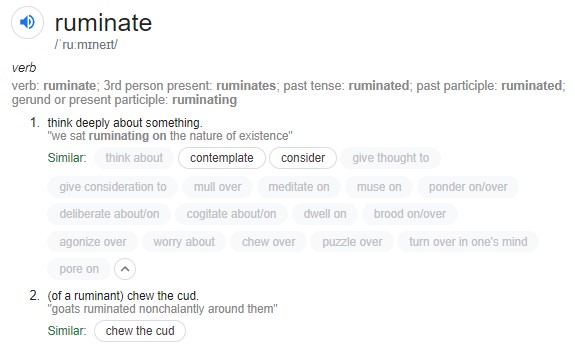 ruminate
/ˈruːmɪneɪt/
verb
verb: ruminate; 3rd person present: ruminates; past tense: ruminated; past participle: ruminated;
gerund or present participle: ruminating
1. think deeply about something.
"we sat ruminating on the nature of existence"
Similar: think about contemplate consider give thought to
give consideration to mull over meditate on muse on ponder on/over
deliberate about/on cogitate about/on dwell on brood on/over
agonize over worry about chew over puzzle over turn over in one's mind
pore on
2. (of a ruminant) chew the cud.
"goats ruminated nonchalantly around them"
Similar: chew the cud